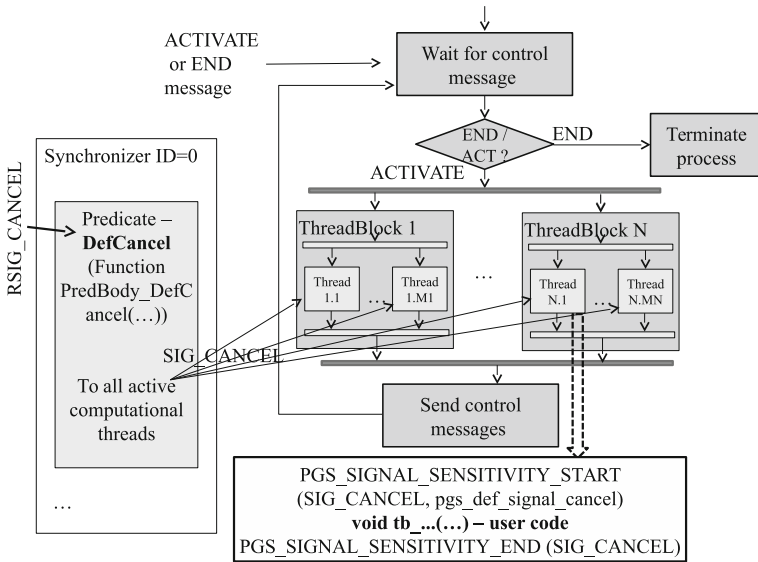 ACTIVATE
or END
message
Wait for control
message
END /
ACT ?
END
Terminate
process
ACTIVATE
Synchronizer ID=0
RSIG_CANCEL
Predicate –
DefCancel
(Function
PredBody_DefC
ancel(…))
To all active
computational
threads
…
SIG_CANCEL
ThreadBlock 1
Thread
1.1
…
Thread
1.M1
…
ThreadBlock N
Thread
N.1
…
Thread
N.MN
Send control
messages
PGS_SIGNAL_SENSITIVITY_START
(SIG_CANCEL, pgs_def_signal_cancel)
void tb_...(…) – user code
PGS_SIGNAL_SENSITIVITY_END (SIG_CANCEL)